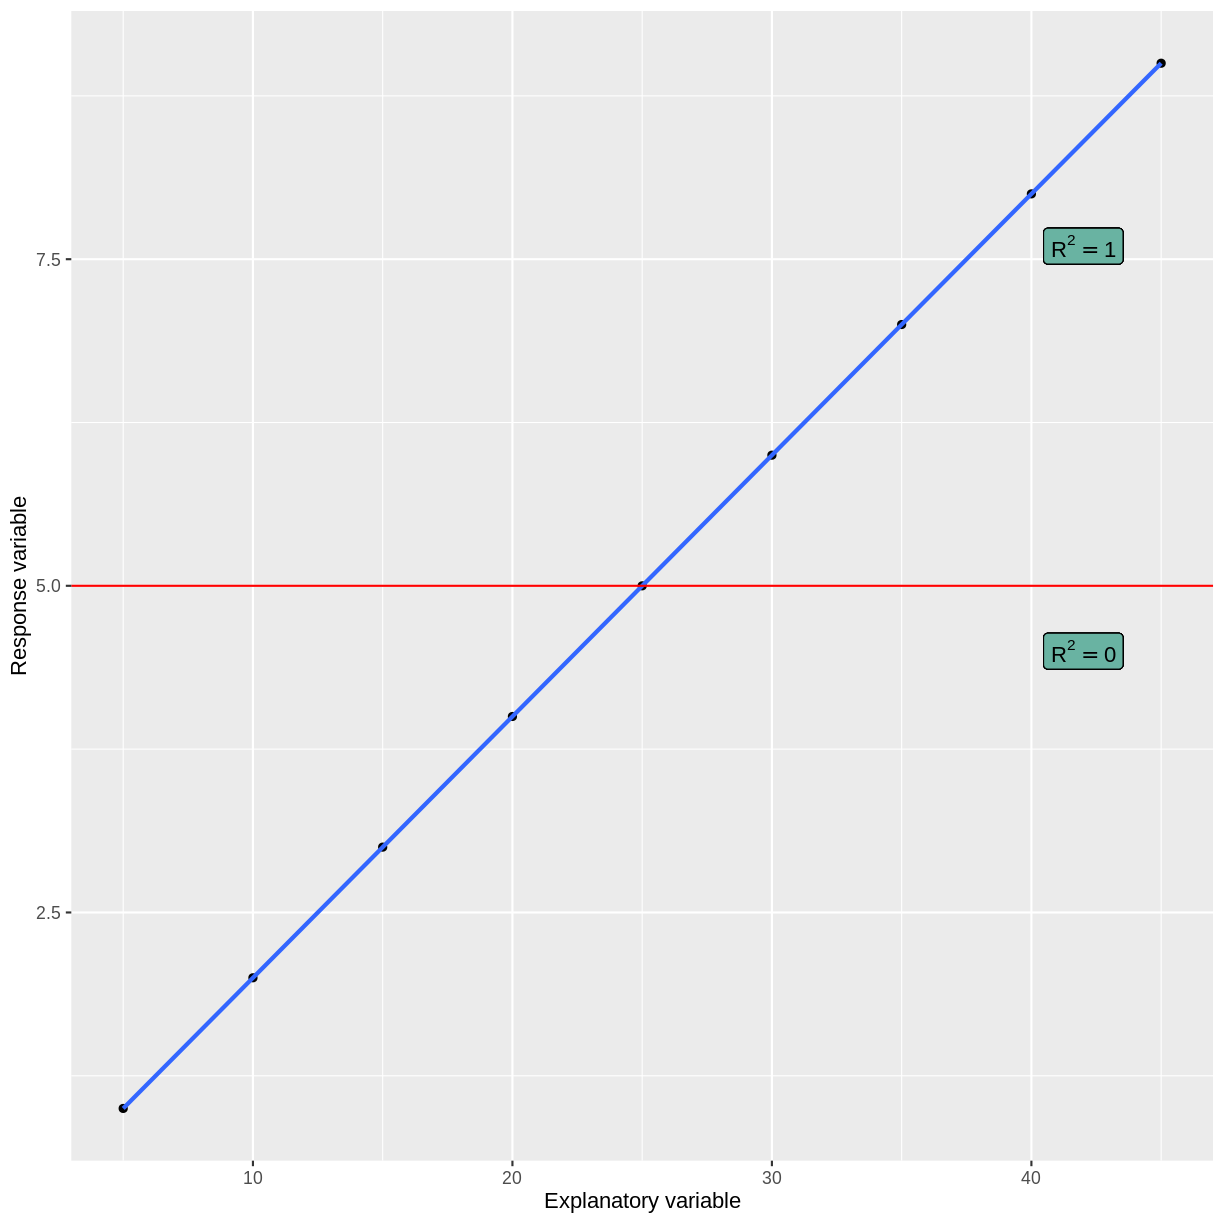 7.5
5.0
2.5
R² = 1
R² = 0
10 20 30 40
Explanatory variable
Response variable